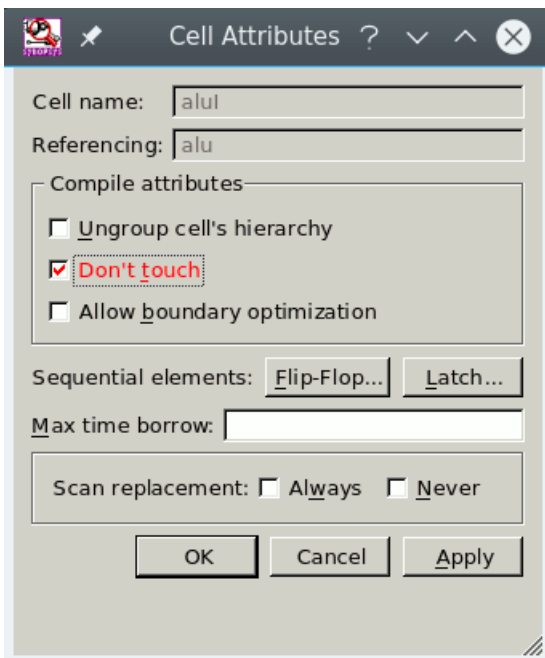 SYNOPSYS
Cell Attributes ?
Cell name: aluI
Referencing: alu
Compile attributes
Ungroup cell's hierarchy
Don't touch
Allow boundary optimization
Sequential elements: Flip-Flop... Latch...
Max time borrow:
Scan replacement: Always Never
OK Cancel Apply